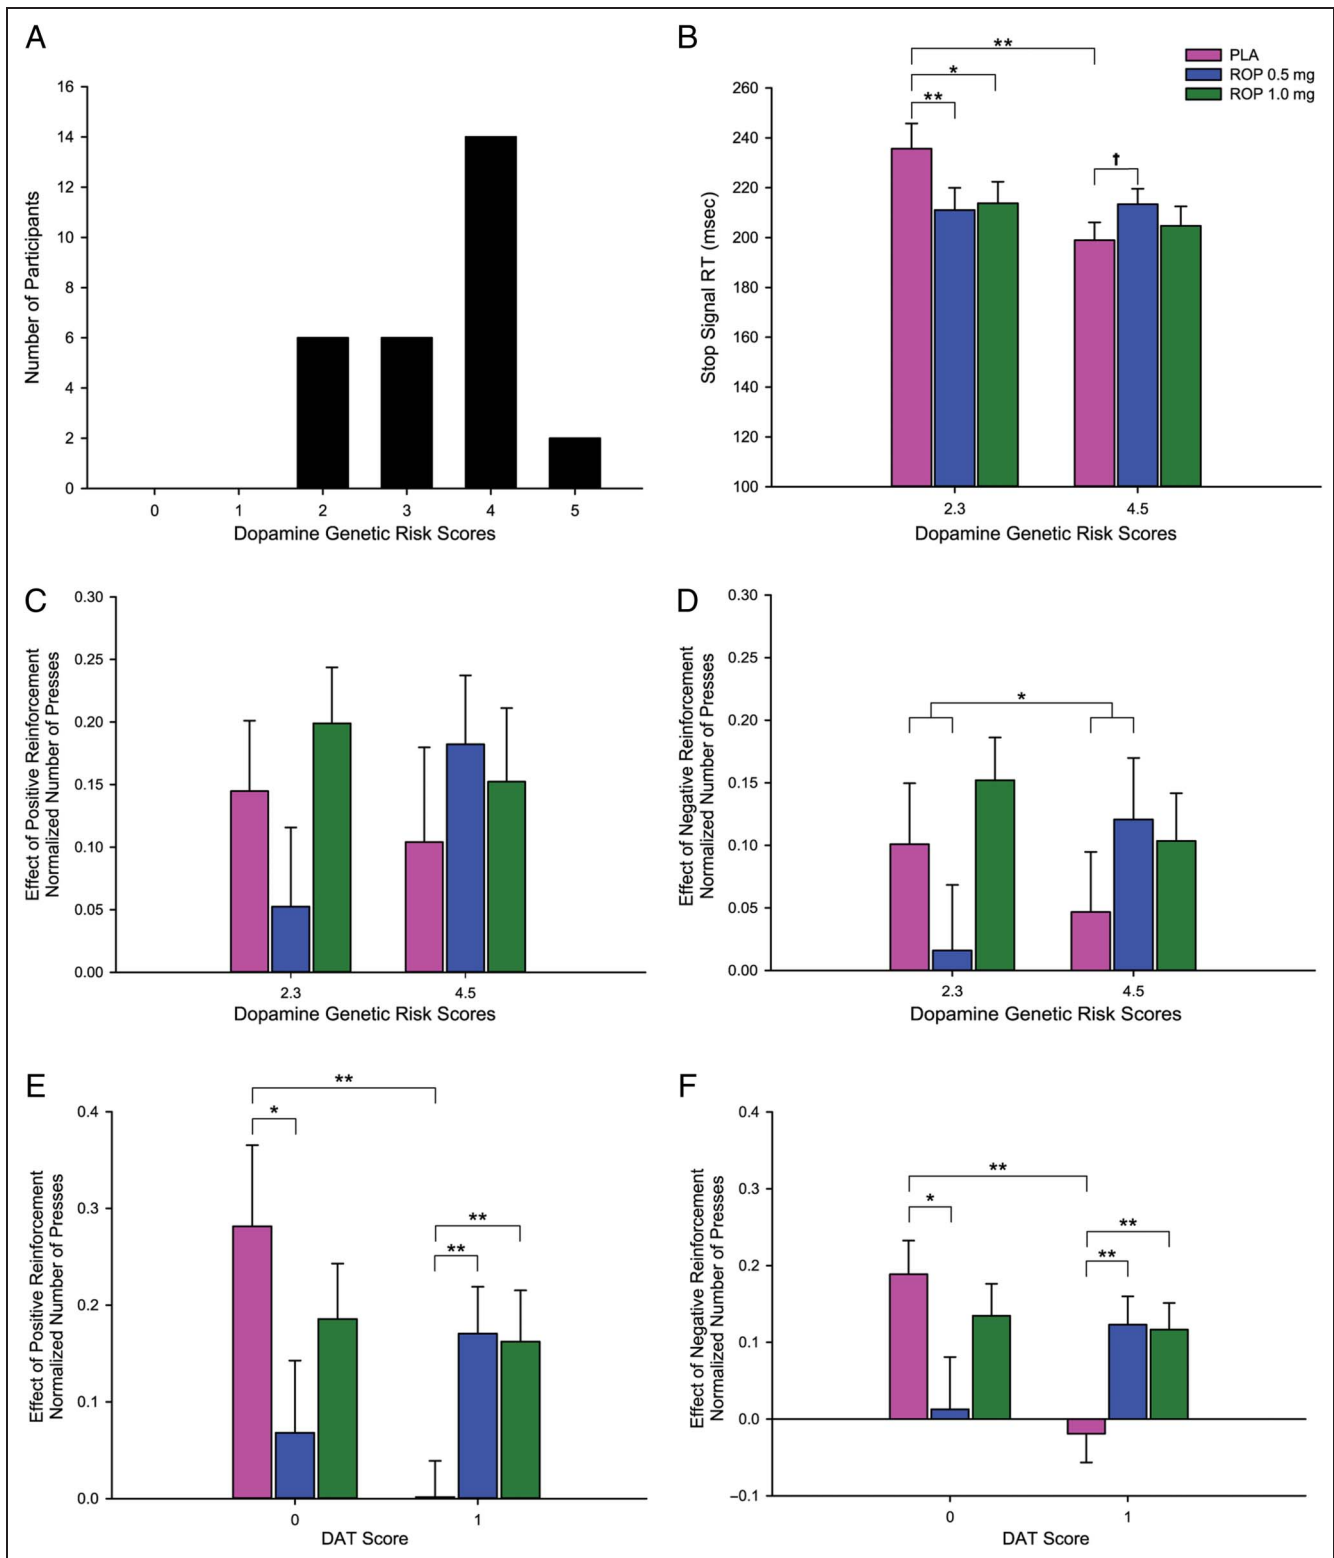 A
16
14
12
10
8
6
4
2
0
Number of Participants
0 1 2 3 4 5
Dopamine Genetic Risk Scores
B
PLA
ROP 0.5 mg
ROP 1.0 mg
**
*
**
†
260
240
220
200
180
160
140
120
100
Stop Signal RT (msec)
2.3 4.5
Dopamine Genetic Risk Scores
C
0.30
0.25
0.20
0.15
0.10
0.05
0.00
Effect of Positive Reinforcement
Normalized Number of Presses
2.3 4.5
Dopamine Genetic Risk Scores
D
0.30
0.25
0.20
0.15
0.10
0.05
0.00
Effect of Negative Reinforcement
Normalized Number of Presses
*
2.3 4.5
Dopamine Genetic Risk Scores
E
0.4
0.3
0.2
0.1
0.0
Effect of Positive Reinforcement
Normalized Number of Presses
**
*
**
**
0 1
DAT Score
F
0.4
0.3
0.2
0.1
0.0
–0.1
Effect of Negative Reinforcement
Normalized Number of Presses
**
*
**
**
0 1
DAT Score